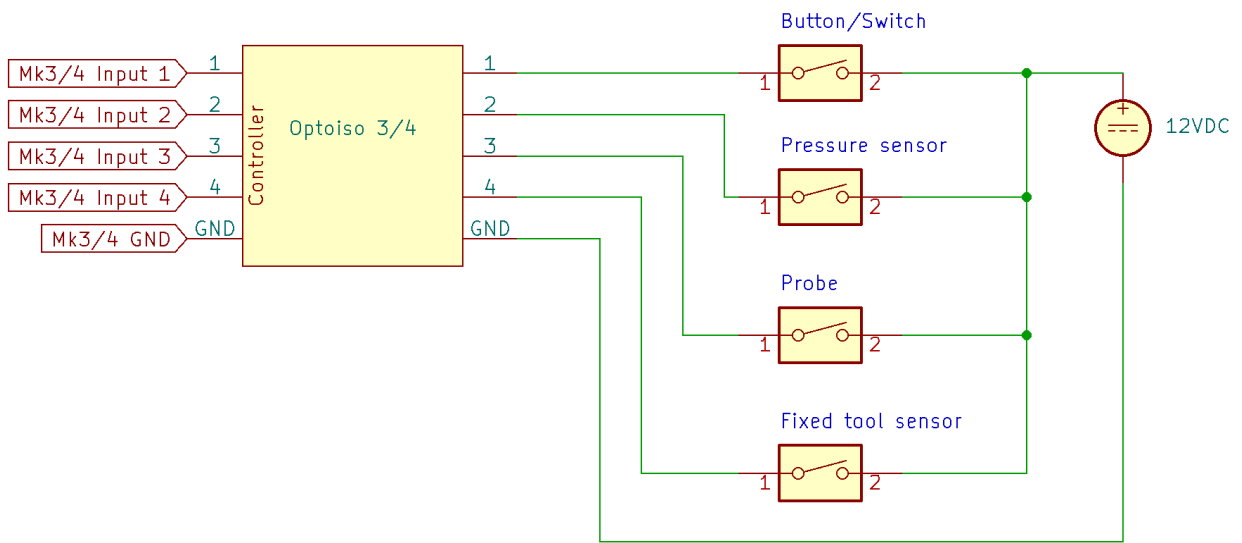 Button/Switch
Mk3/4 Input 1
1
1
1
2
Mk3/4 Input 2
2
2
Controller
Optoiso 3/4
+
12VDC
Mk3/4 Input 3
3
3
Pressure sensor
Mk3/4 Input 4
4
4
1
2
Mk3/4 GND
GND
GND
Probe
1
2
Fixed tool sensor
1
2